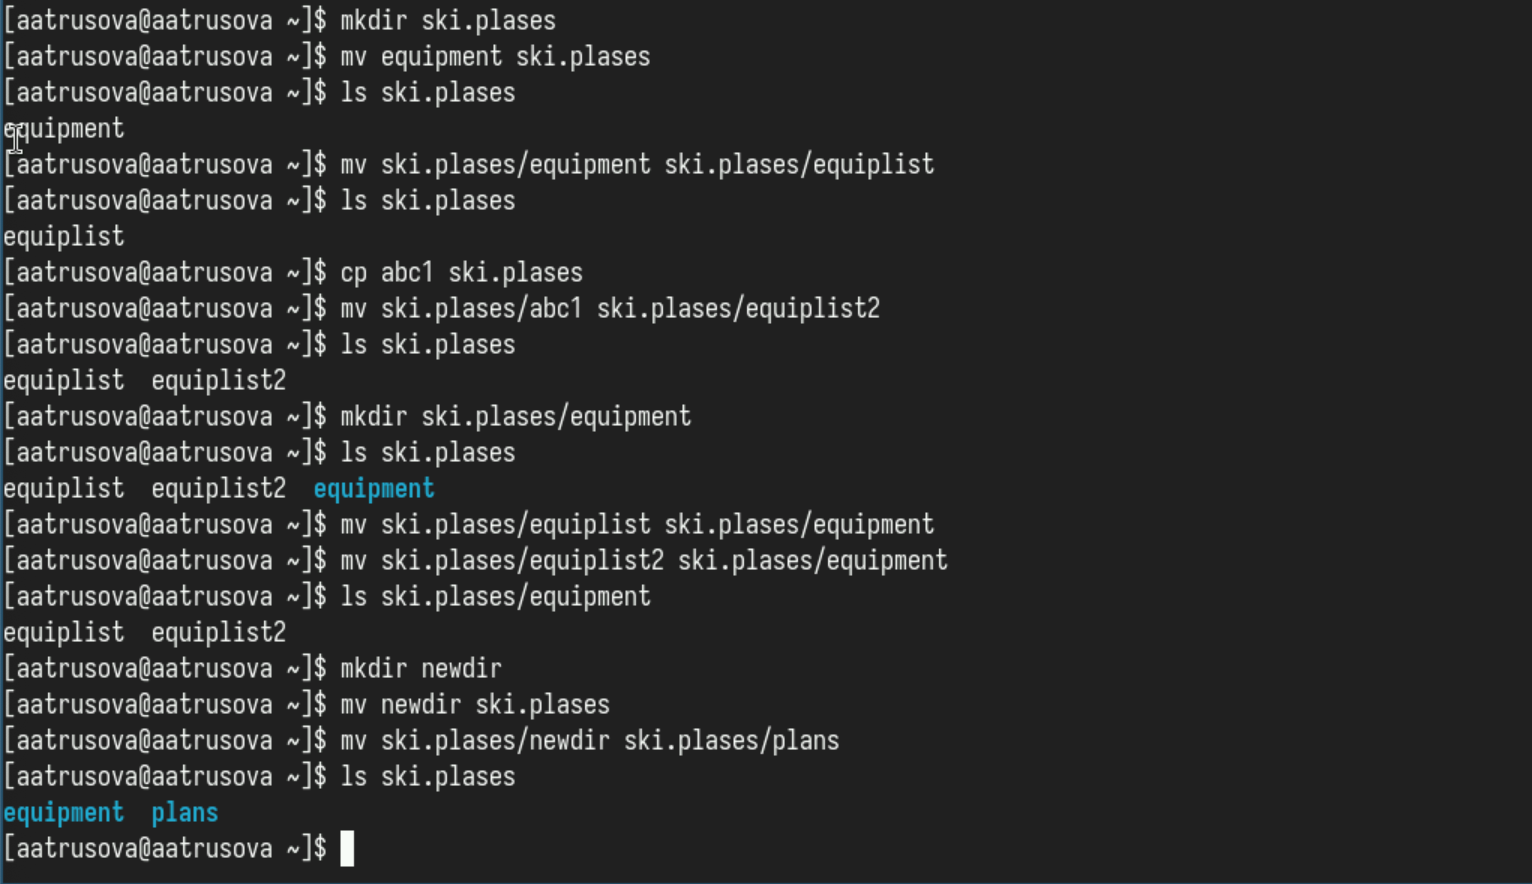 [aatrusova@aatrusova ~]$ mkdir ski.plases
[aatrusova@aatrusova ~]$ mv equipment ski.plases
[aatrusova@aatrusova ~]$ ls ski.plases
equipment
[aatrusova@aatrusova ~]$ mv ski.plases/equipment ski.plases/equiplist
[aatrusova@aatrusova ~]$ ls ski.plases
equiplist
[aatrusova@aatrusova ~]$ cp abc1 ski.plases
[aatrusova@aatrusova ~]$ mv ski.plases/abc1 ski.plases/equiplist2
[aatrusova@aatrusova ~]$ ls ski.plases
equiplist  equiplist2
[aatrusova@aatrusova ~]$ mkdir ski.plases/equipment
[aatrusova@aatrusova ~]$ ls ski.plases
equiplist  equiplist2  equipment
[aatrusova@aatrusova ~]$ mv ski.plases/equiplist ski.plases/equipment
[aatrusova@aatrusova ~]$ mv ski.plases/equiplist2 ski.plases/equipment
[aatrusova@aatrusova ~]$ ls ski.plases/equipment
equiplist  equiplist2
[aatrusova@aatrusova ~]$ mkdir newdir
[aatrusova@aatrusova ~]$ mv newdir ski.plases
[aatrusova@aatrusova ~]$ mv ski.plases/newdir ski.plases/plans
[aatrusova@aatrusova ~]$ ls ski.plases
equipment  plans
[aatrusova@aatrusova ~]$